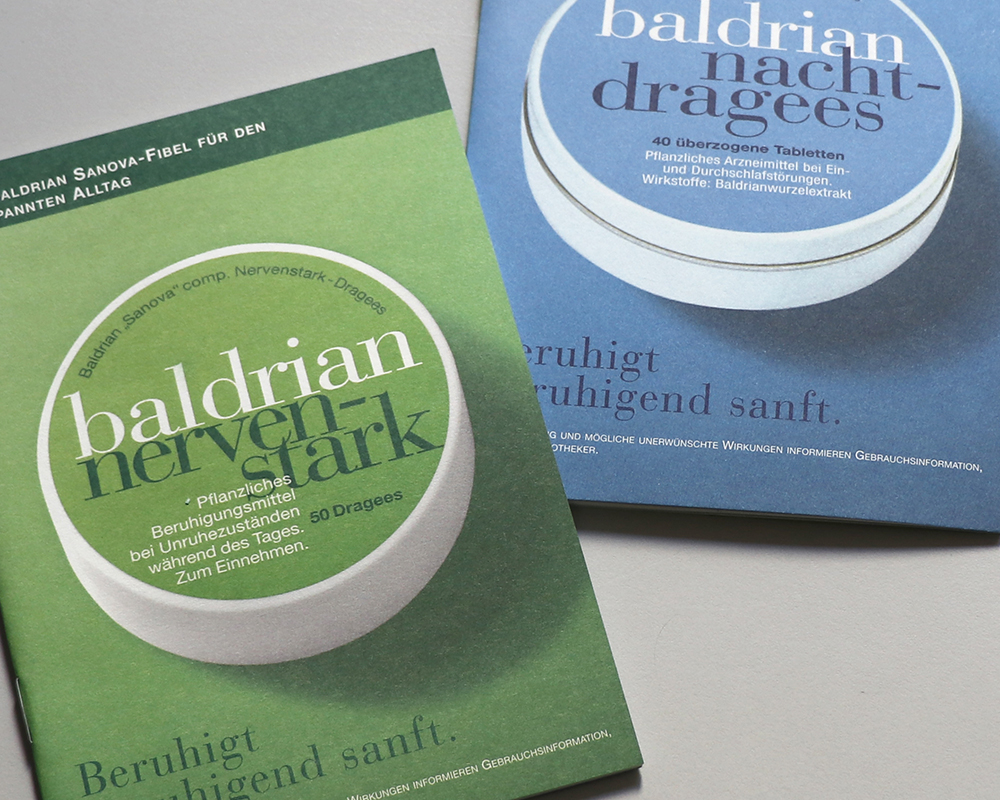 aldrian Sanova-Fibel für den
pannten Alltag
Baldrian „Sanova“ comp. Nervenstark-Dragees
baldrian
nerven-
stark
Pflanzliches
Beruhigungsmittel
bei Unruhezuständen
während des Tages.
Zum Einnehmen.
50 Dragees
Beruhigt
uhigend sanft.
Wirkungen informieren Gebrauchsinformation,
baldrian
nacht-
dragees
40 überzogene Tabletten
Pflanzliches Arzneimittel bei Ein-
und Durchschlafstörungen.
Wirkstoffe: Baldrianwurzelextrakt
eruhigt
ruhigend sanft.
g und mögliche unerwünschte Wirkungen informieren Gebrauchsinformation,
otheker.